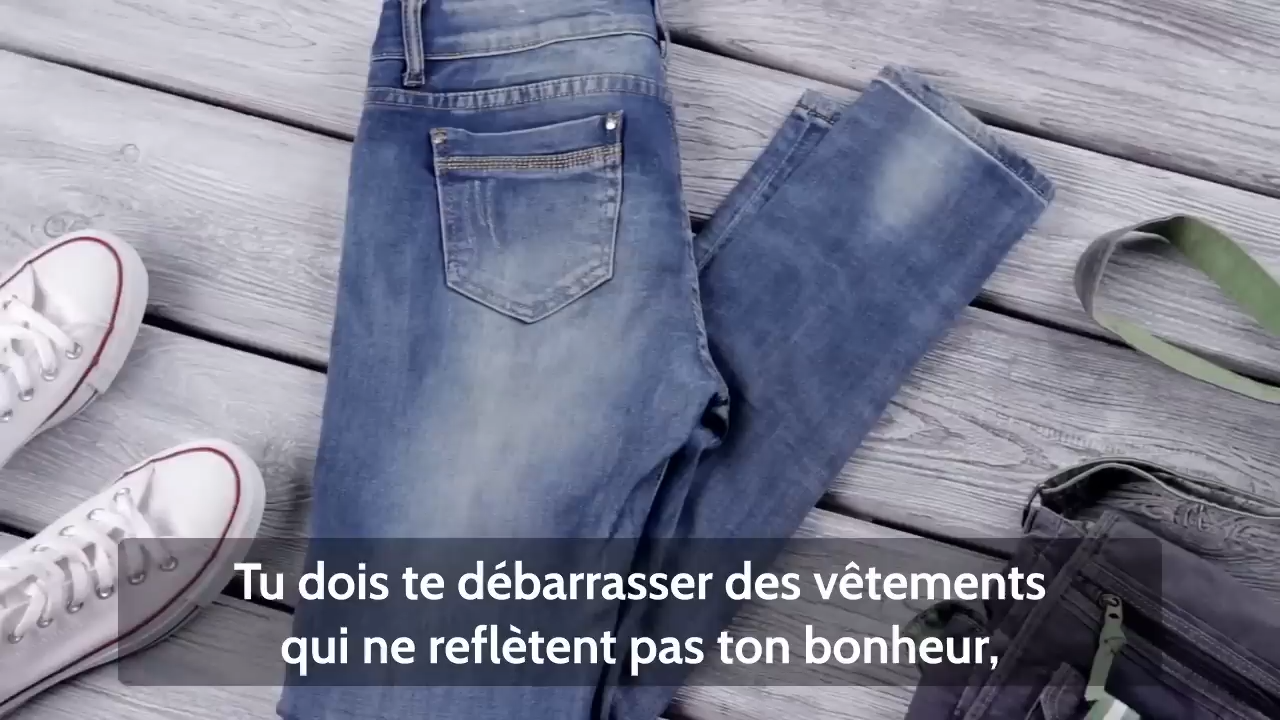 Tu dois te débarrasser des vêtements
qui ne reflètent pas ton bonheur,